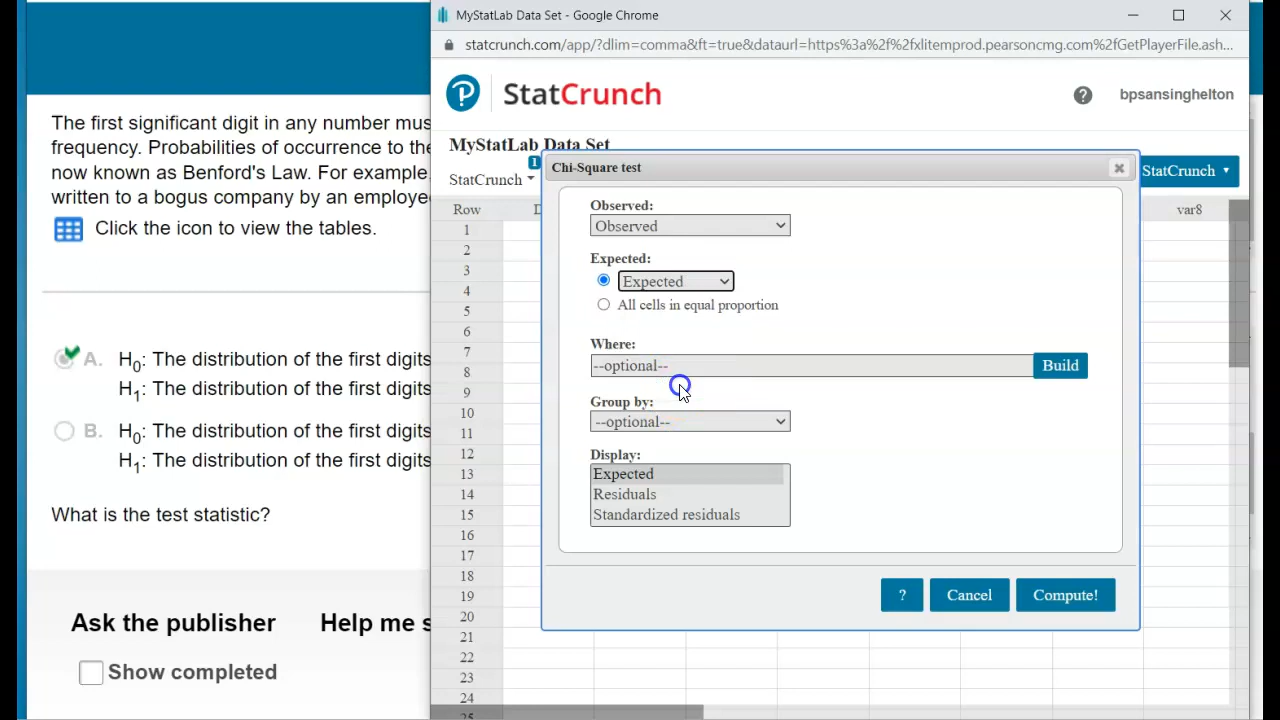 MyStatLab Data Set - Google Chrome
statcrunch.com/app/?dlim=comma&ft=true&dataurl=https%3a%2f%2fxlitemprod.pearsoncmg.com%2fGetPlayerFile.ash...
P StatCrunch
bpsansinghelton
MyStatLab Data Set
StatCrunch
1
Chi-Square test
StatCrunch
Row
var8
Observed:
Observed
Expected:
Expected
All cells in equal proportion
Where:
--optional--
Build
Group by:
--optional--
Display:
Expected
Residuals
Standardized residuals
?
Cancel
Compute!
1
2
3
4
5
6
7
8
9
10
11
12
13
14
15
16
17
18
19
20
21
22
23
24
25
The first significant digit in any number mus
frequency. Probabilities of occurrence to the
now known as Benford's Law. For example,
written to a bogus company by an employe
Click the icon to view the tables.
A. H0: The distribution of the first digits
H1: The distribution of the first digits
B. H0: The distribution of the first digits
H1: The distribution of the first digits
What is the test statistic?
Ask the publisher
Help me s
Show completed